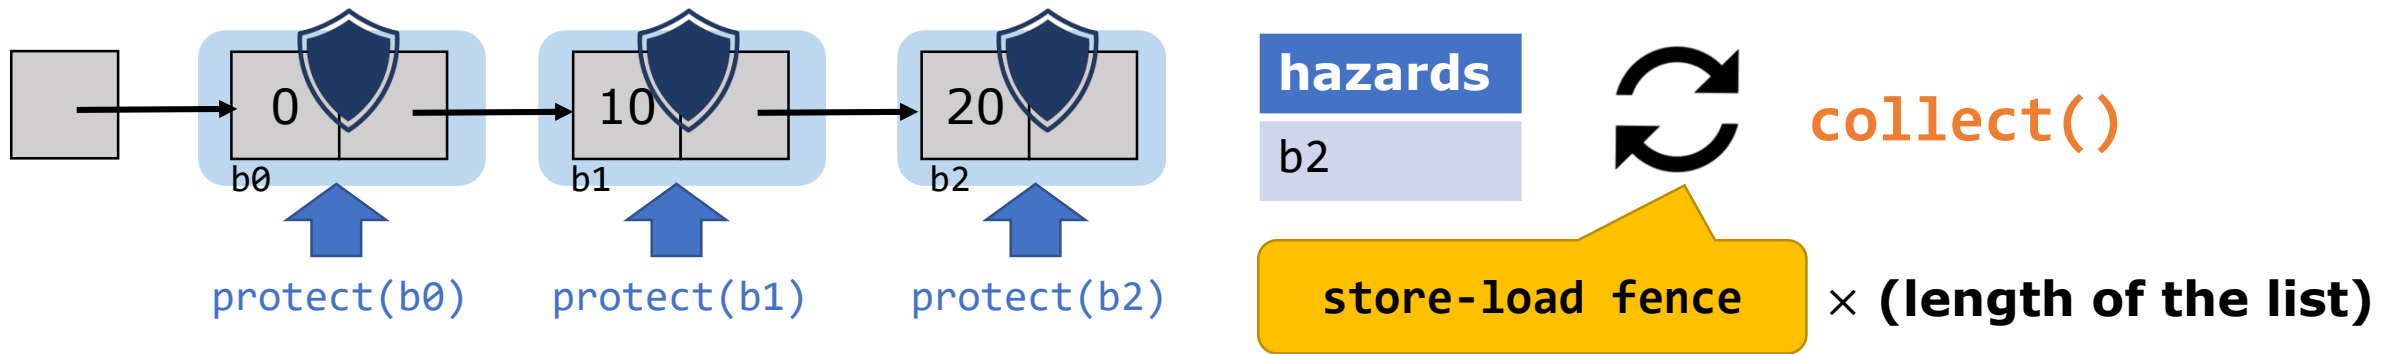 0
10
20
b0
b1
b2
protect(b0)
protect(b1)
protect(b2)
hazards
b2
collect()
store-load fence
× (length of the list)